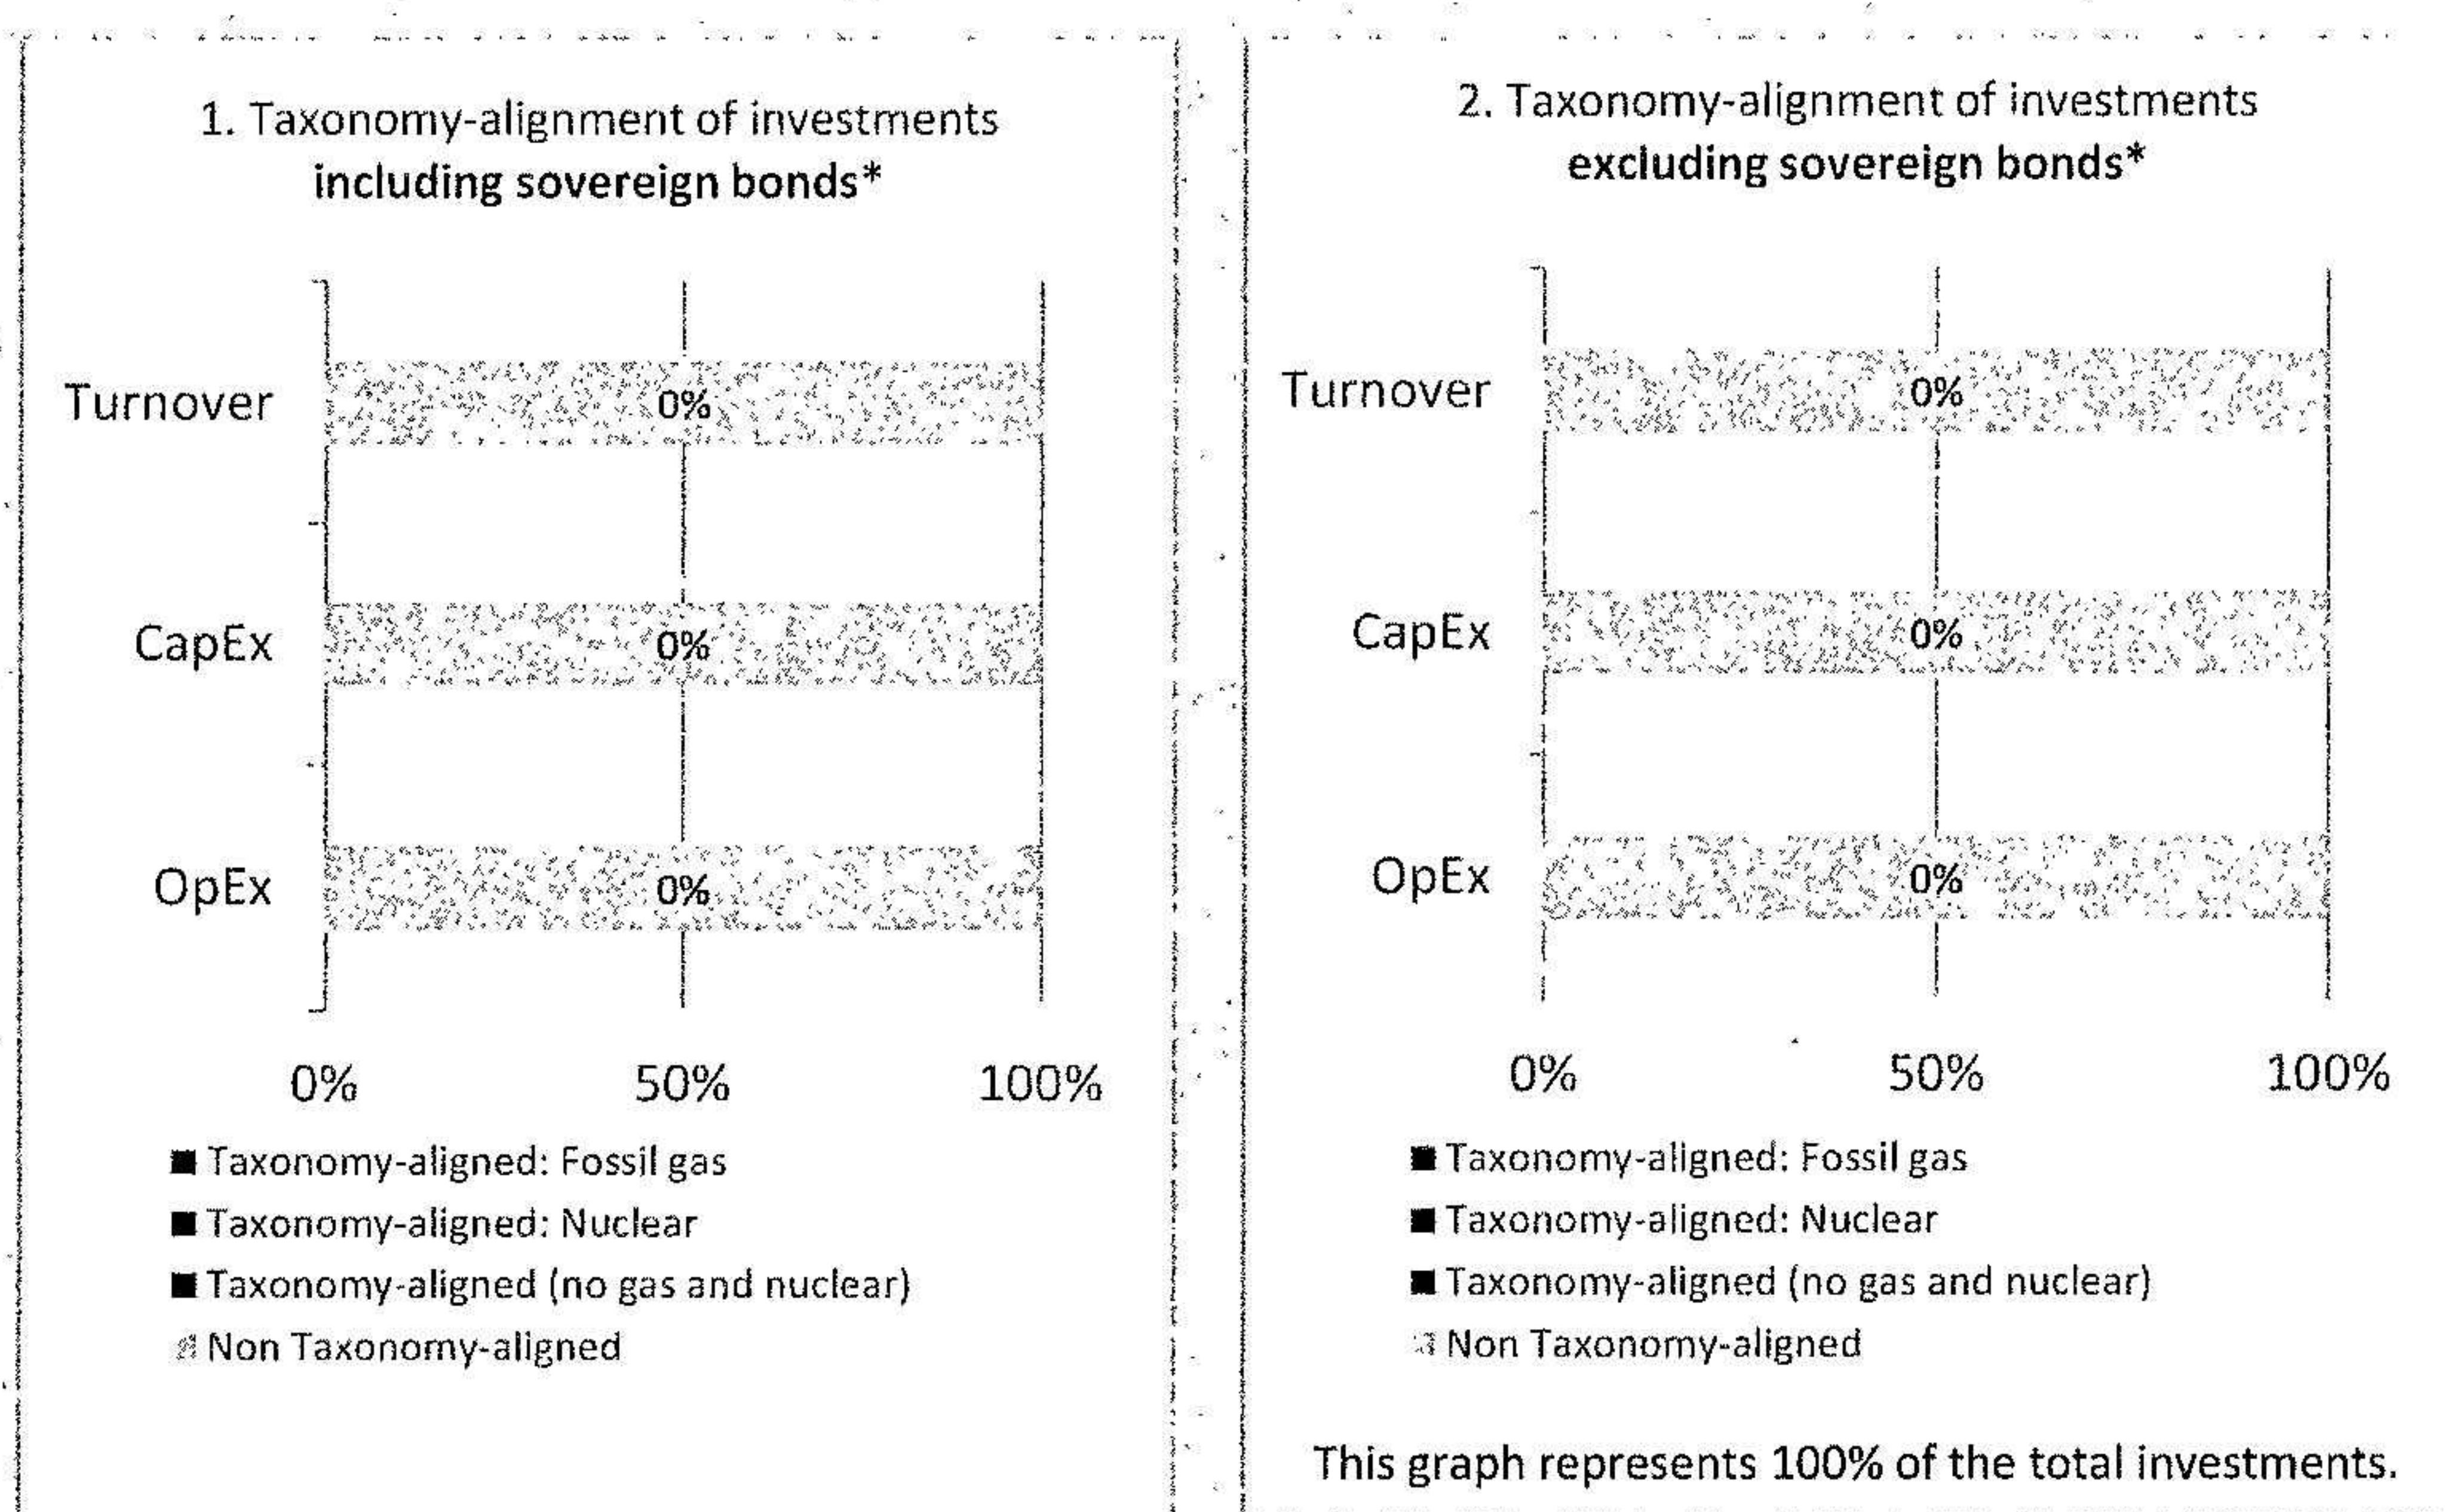 1. Taxonomy-alignment of investments
including sovereign bonds*
Turnover
0%
CapEx
0%
OpEx
0%
0% 50% 100%
Taxonomy-aligned: Fossil gas
Taxonomy-aligned: Nuclear
Taxonomy-aligned (no gas and nuclear)
Non Taxonomy-aligned
2. Taxonomy-alignment of investments
excluding sovereign bonds*
Turnover
0%
CapEx
0%
OpEx
0%
0% 50% 100%
Taxonomy-aligned: Fossil gas
Taxonomy-aligned: Nuclear
Taxonomy-aligned (no gas and nuclear)
Non Taxonomy-aligned
This graph represents 100% of the total investments.